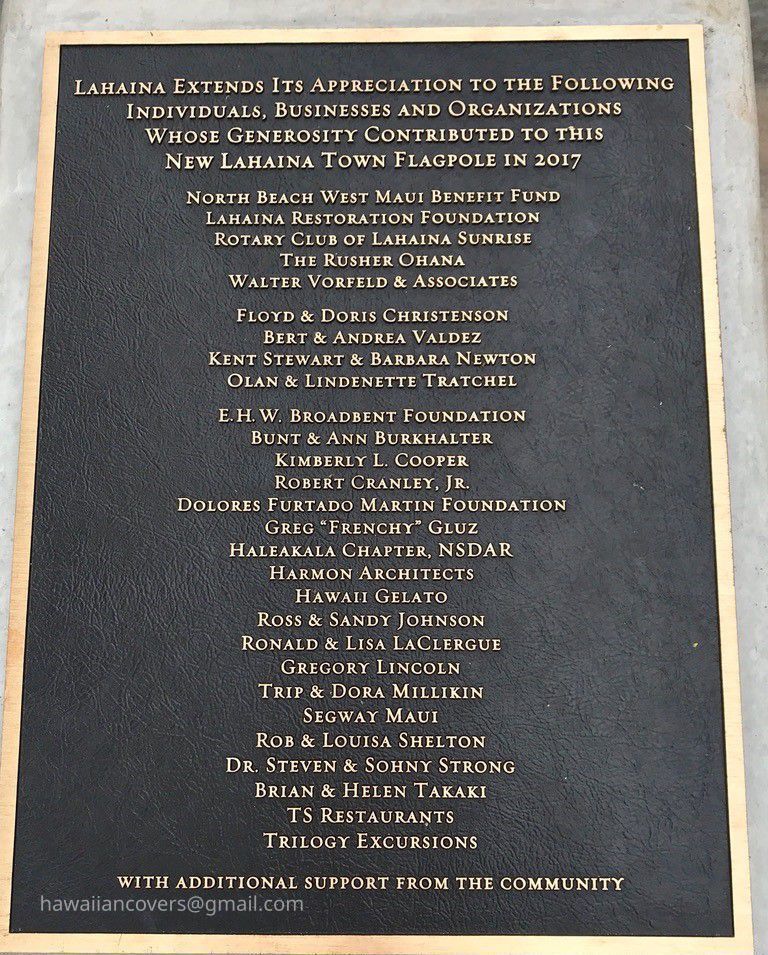 Lahaina Extends Its Appreciation to the Following
Individuals, Businesses and Organizations
Whose Generosity Contributed to this
New Lahaina Town Flagpole in 2017
North Beach West Maui Benefit Fund
Lahaina Restoration Foundation
Rotary Club of Lahaina Sunrise
The Rusher Ohana
Walter Vorfeld & Associates
Floyd & Doris Christenson
Bert & Andrea Valdez
Kent Stewart & Barbara Newton
Olan & Lindenette Tratchel
E.H.W. Broadbent Foundation
Bunt & Ann Burkhalter
Kimberly L. Cooper
Robert Cranley, Jr.
Dolores Furtado Martin Foundation
Greg “Frenchy” Gluz
Haleakala Chapter, NSDAR
Harmon Architects
Hawaii Gelato
Ross & Sandy Johnson
Ronald & Lisa LaClergue
Gregory Lincoln
Trip & Dora Millikin
Segway Maui
Rob & Louisa Shelton
Dr. Steven & Sohny Strong
Brian & Helen Takaki
TS Restaurants
Trilogy Excursions
with additional support from the community
hawaiiancovers@gmail.com